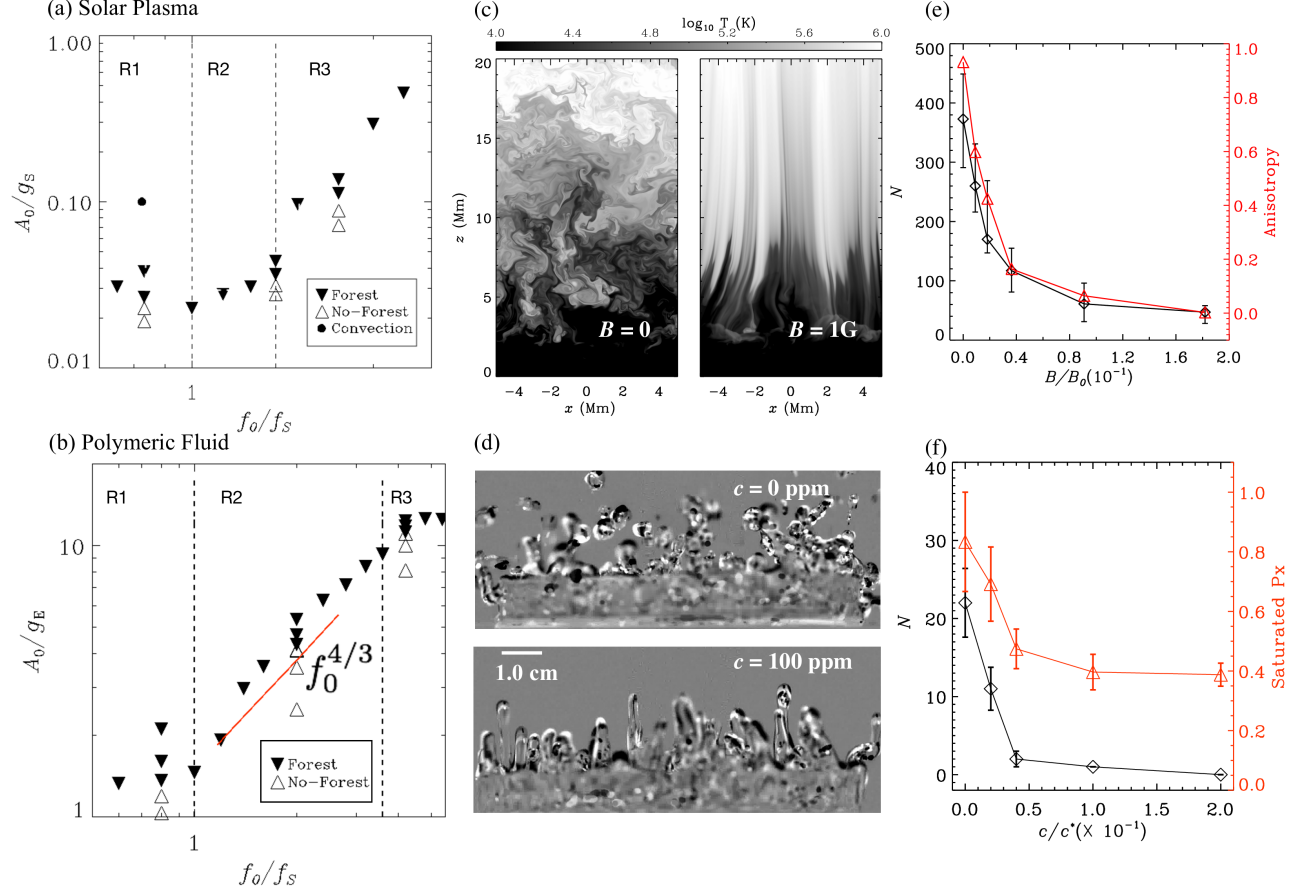 (a) Solar Plasma
1.00
0.10
0.01
A₀/g_S
R1
R2
R3
Forest
No-Forest
Convection
1
f₀/f_S
(b) Polymeric Fluid
10
1
A₀/g_E
R1
R2
R3
f₀^{4/3}
Forest
No-Forest
1
f₀/f_S
(c)
log₁₀ T (K)
4.0 4.4 4.8 5.2 5.6 6.0
20
15
10
5
0
z (Mm)
B = 0
B = 1G
−4 −2 0 2 4
x (Mm)
−4 −2 0 2 4
x (Mm)
(d)
c = 0 ppm
1.0 cm
c = 100 ppm
(e)
500
400
300
200
100
0
N
1.0
0.8
0.6
0.4
0.2
0.0
Anisotropy
0.0 0.4 0.8 1.2 1.6 2.0
B/B₀(10⁻¹)
(f)
40
30
20
10
0
N
1.0
0.8
0.6
0.4
0.2
0.0
Saturated Px
0.0 0.5 1.0 1.5 2.0
c/c*(× 10⁻¹)